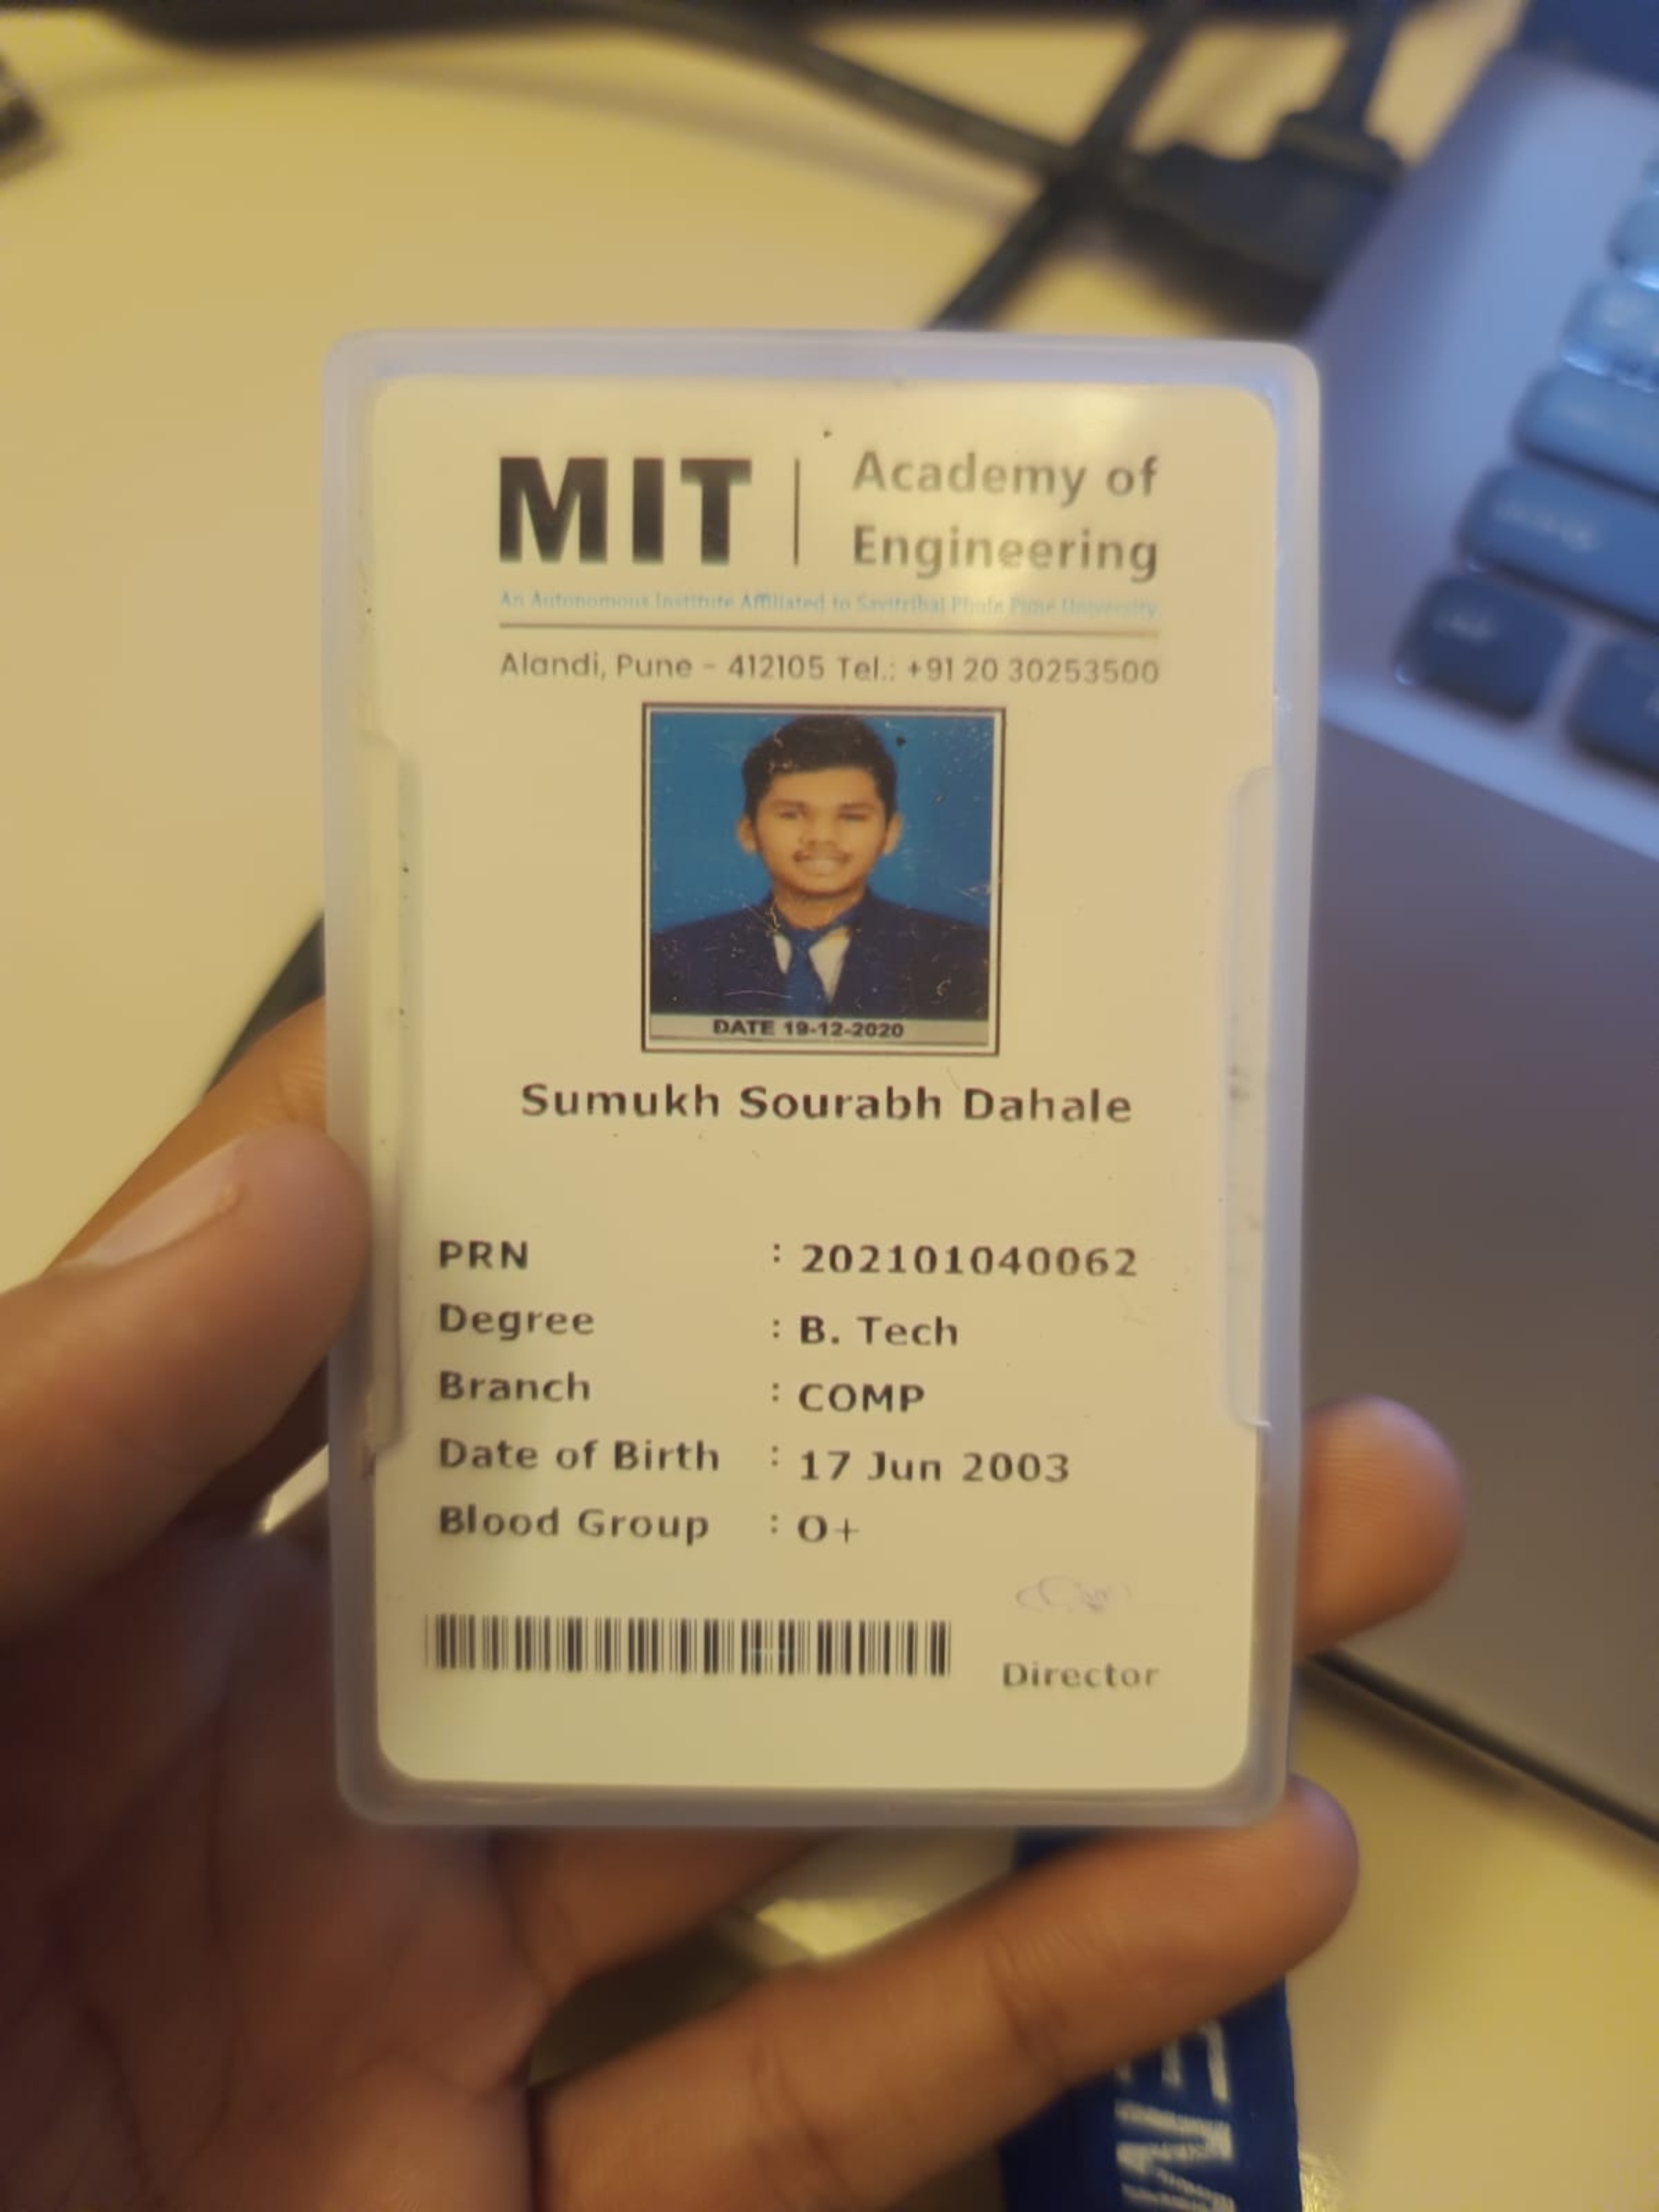 MIT | Academy of Engineering
An Autonomous Institute Affiliated to Savitribai Phule Pune University
Alandi, Pune - 412105 Tel.: +91 20 30253500
DATE 19-12-2020
Sumukh Sourabh Dahale
PRN : 202101040062
Degree : B. Tech
Branch : COMP
Date of Birth : 17 Jun 2003
Blood Group : O+
Director